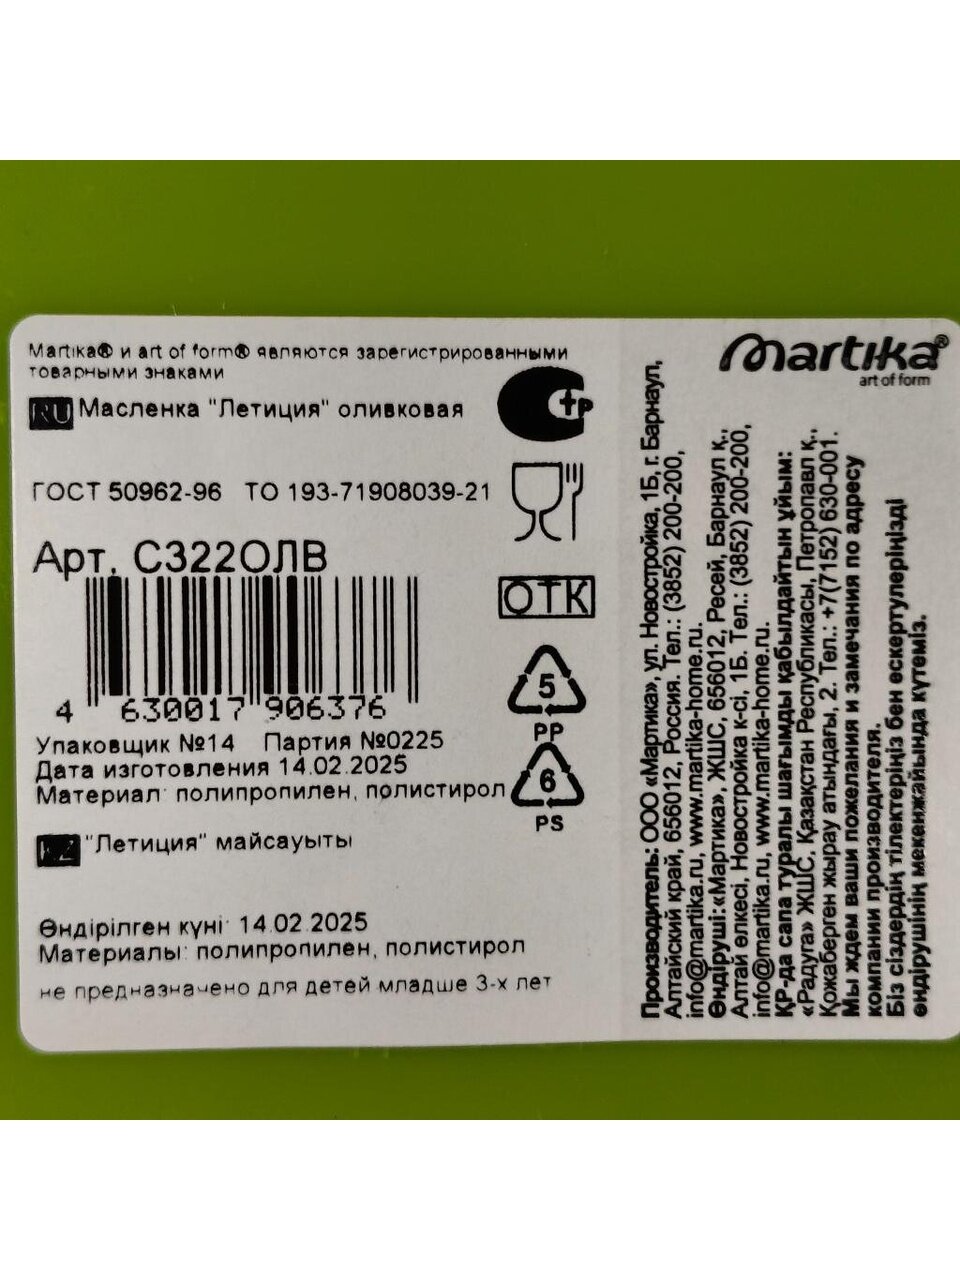 Martika® и art of form® являются зарегистрированными
товарными знаками
RU Масленка "Летиция" оливковая
ГОСТ 50962-96 ТО 193-71908039-21
Арт. С322ОЛВ
4 630017 906376
Упаковщик №14 Партия №0225
Дата изготовления 14.02.2025
Материал: полипропилен, полистирол
KZ "Летиция" майсауыты
Өндірілген күні: 14.02.2025
Материалы: полипропилен, полистирол
не предназначено для детей младше 3-х лет
тр
ОТК
5
PP
6
PS
Martika®
art of form
Производитель: ООО «Мартика», ул. Новостройка, 1Б, г. Барнаул,
Алтайский край, 656012, Россия. Тел.: (3852) 200-200,
info@martika.ru, www.martika-home.ru.
Өндіруші:«Мартика», ЖШС, 656012, Ресей, Барнаул қ.,
Алтай өлкесі, Новостройка к-сі, 1Б. Тел.: (3852) 200-200,
info@martika.ru, www.martika-home.ru.
ҚР-да сапа туралы шағымды қабылдайтын ұйым:
«Радуга» ЖШС, Қазақстан Республикасы, Петропавл қ.,
Қожаберген жырау атындағы, 2. Тел.: +7(7152) 630-001.
Мы ждем ваши пожелания и замечания по адресу
компании производителя.
Біз сіздердің тілектеріңіз бен ескертулеріңізді
өндірушінің мекенжайында күтеміз.